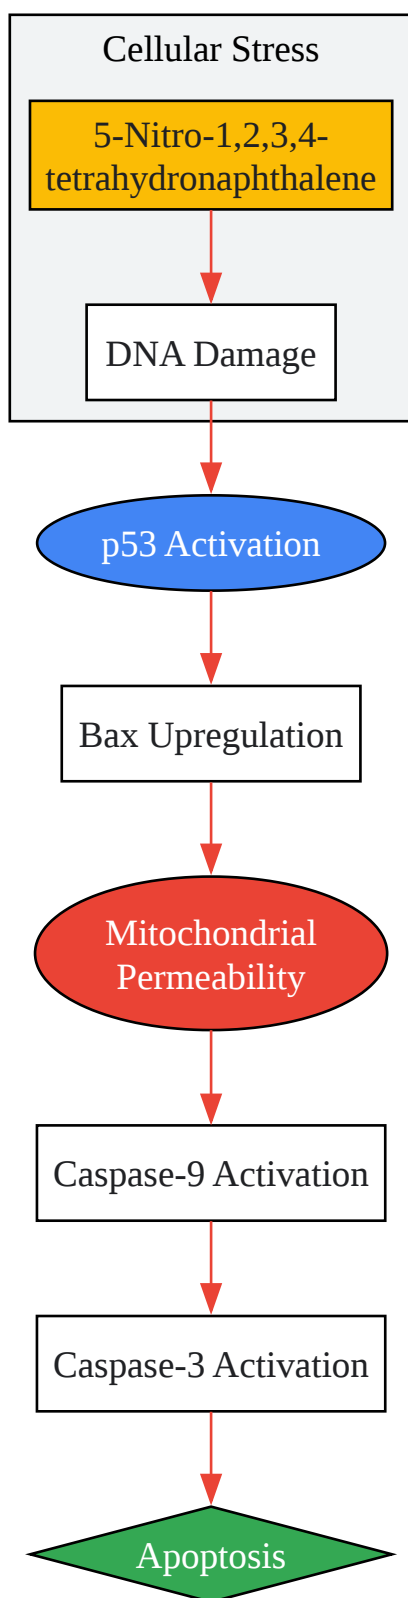 Cellular Stress
5-Nitro-1,2,3,4-
tetrahydronaphthalene
DNA Damage
p53 Activation
Bax Upregulation
Mitochondrial
Permeability
Caspase-9 Activation
Caspase-3 Activation
Apoptosis